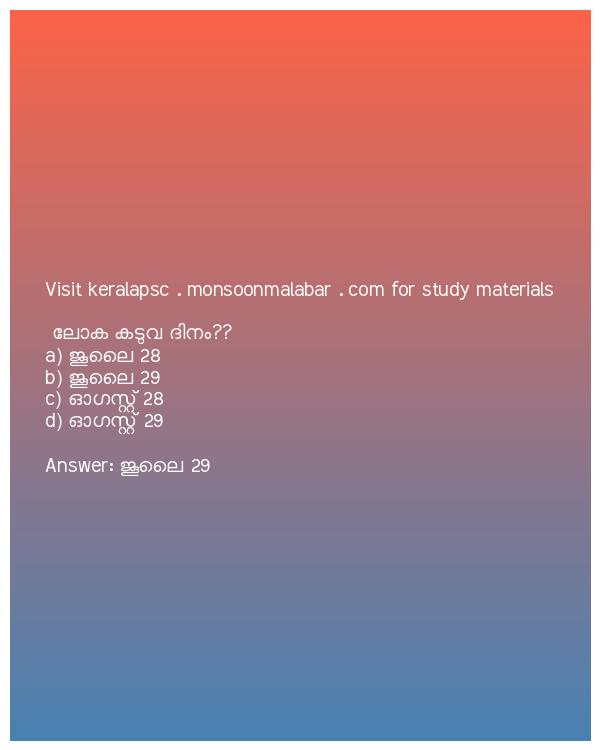 Visit keralapsc . monsoonmalabar . com for study materials
ലോക കടുവ ദിനം??
a) ജൂലൈ 28
b) ജൂലൈ 29
c) ഓഗസ്റ്റ് 28
d) ഓഗസ്റ്റ് 29
Answer: ജൂലൈ 29